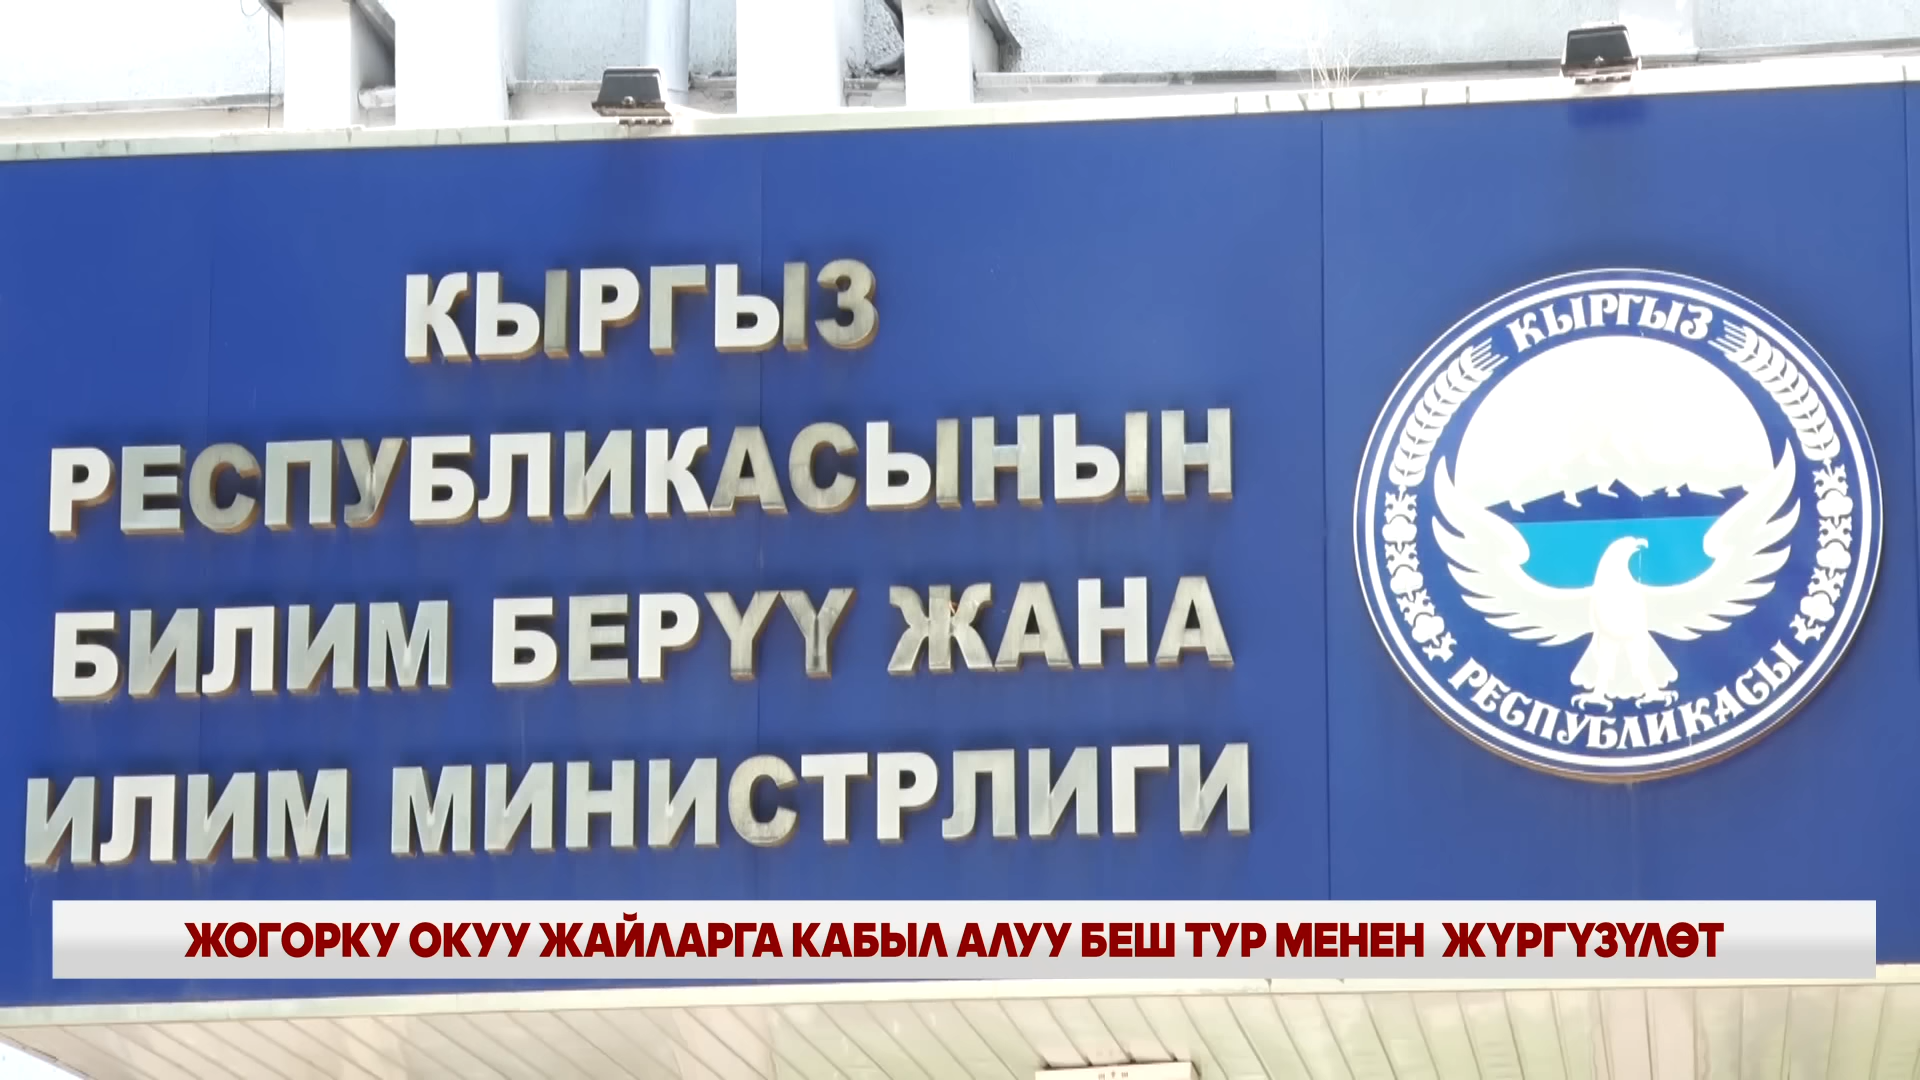 КЫРГЫЗ
РЕСПУБЛИКАСЫНЫН
БИЛИМ БЕРҮҮ ЖАНА
ИЛИМ МИНИСТРЛИГИ
КЫРГЫЗ
РЕСПУБЛИКАСЫ
ЖОГОРКУ ОКУУ ЖАЙЛАРГА КАБЫЛ АЛУУ БЕШ ТУР МЕНЕН ЖҮРГҮЗҮЛӨТ